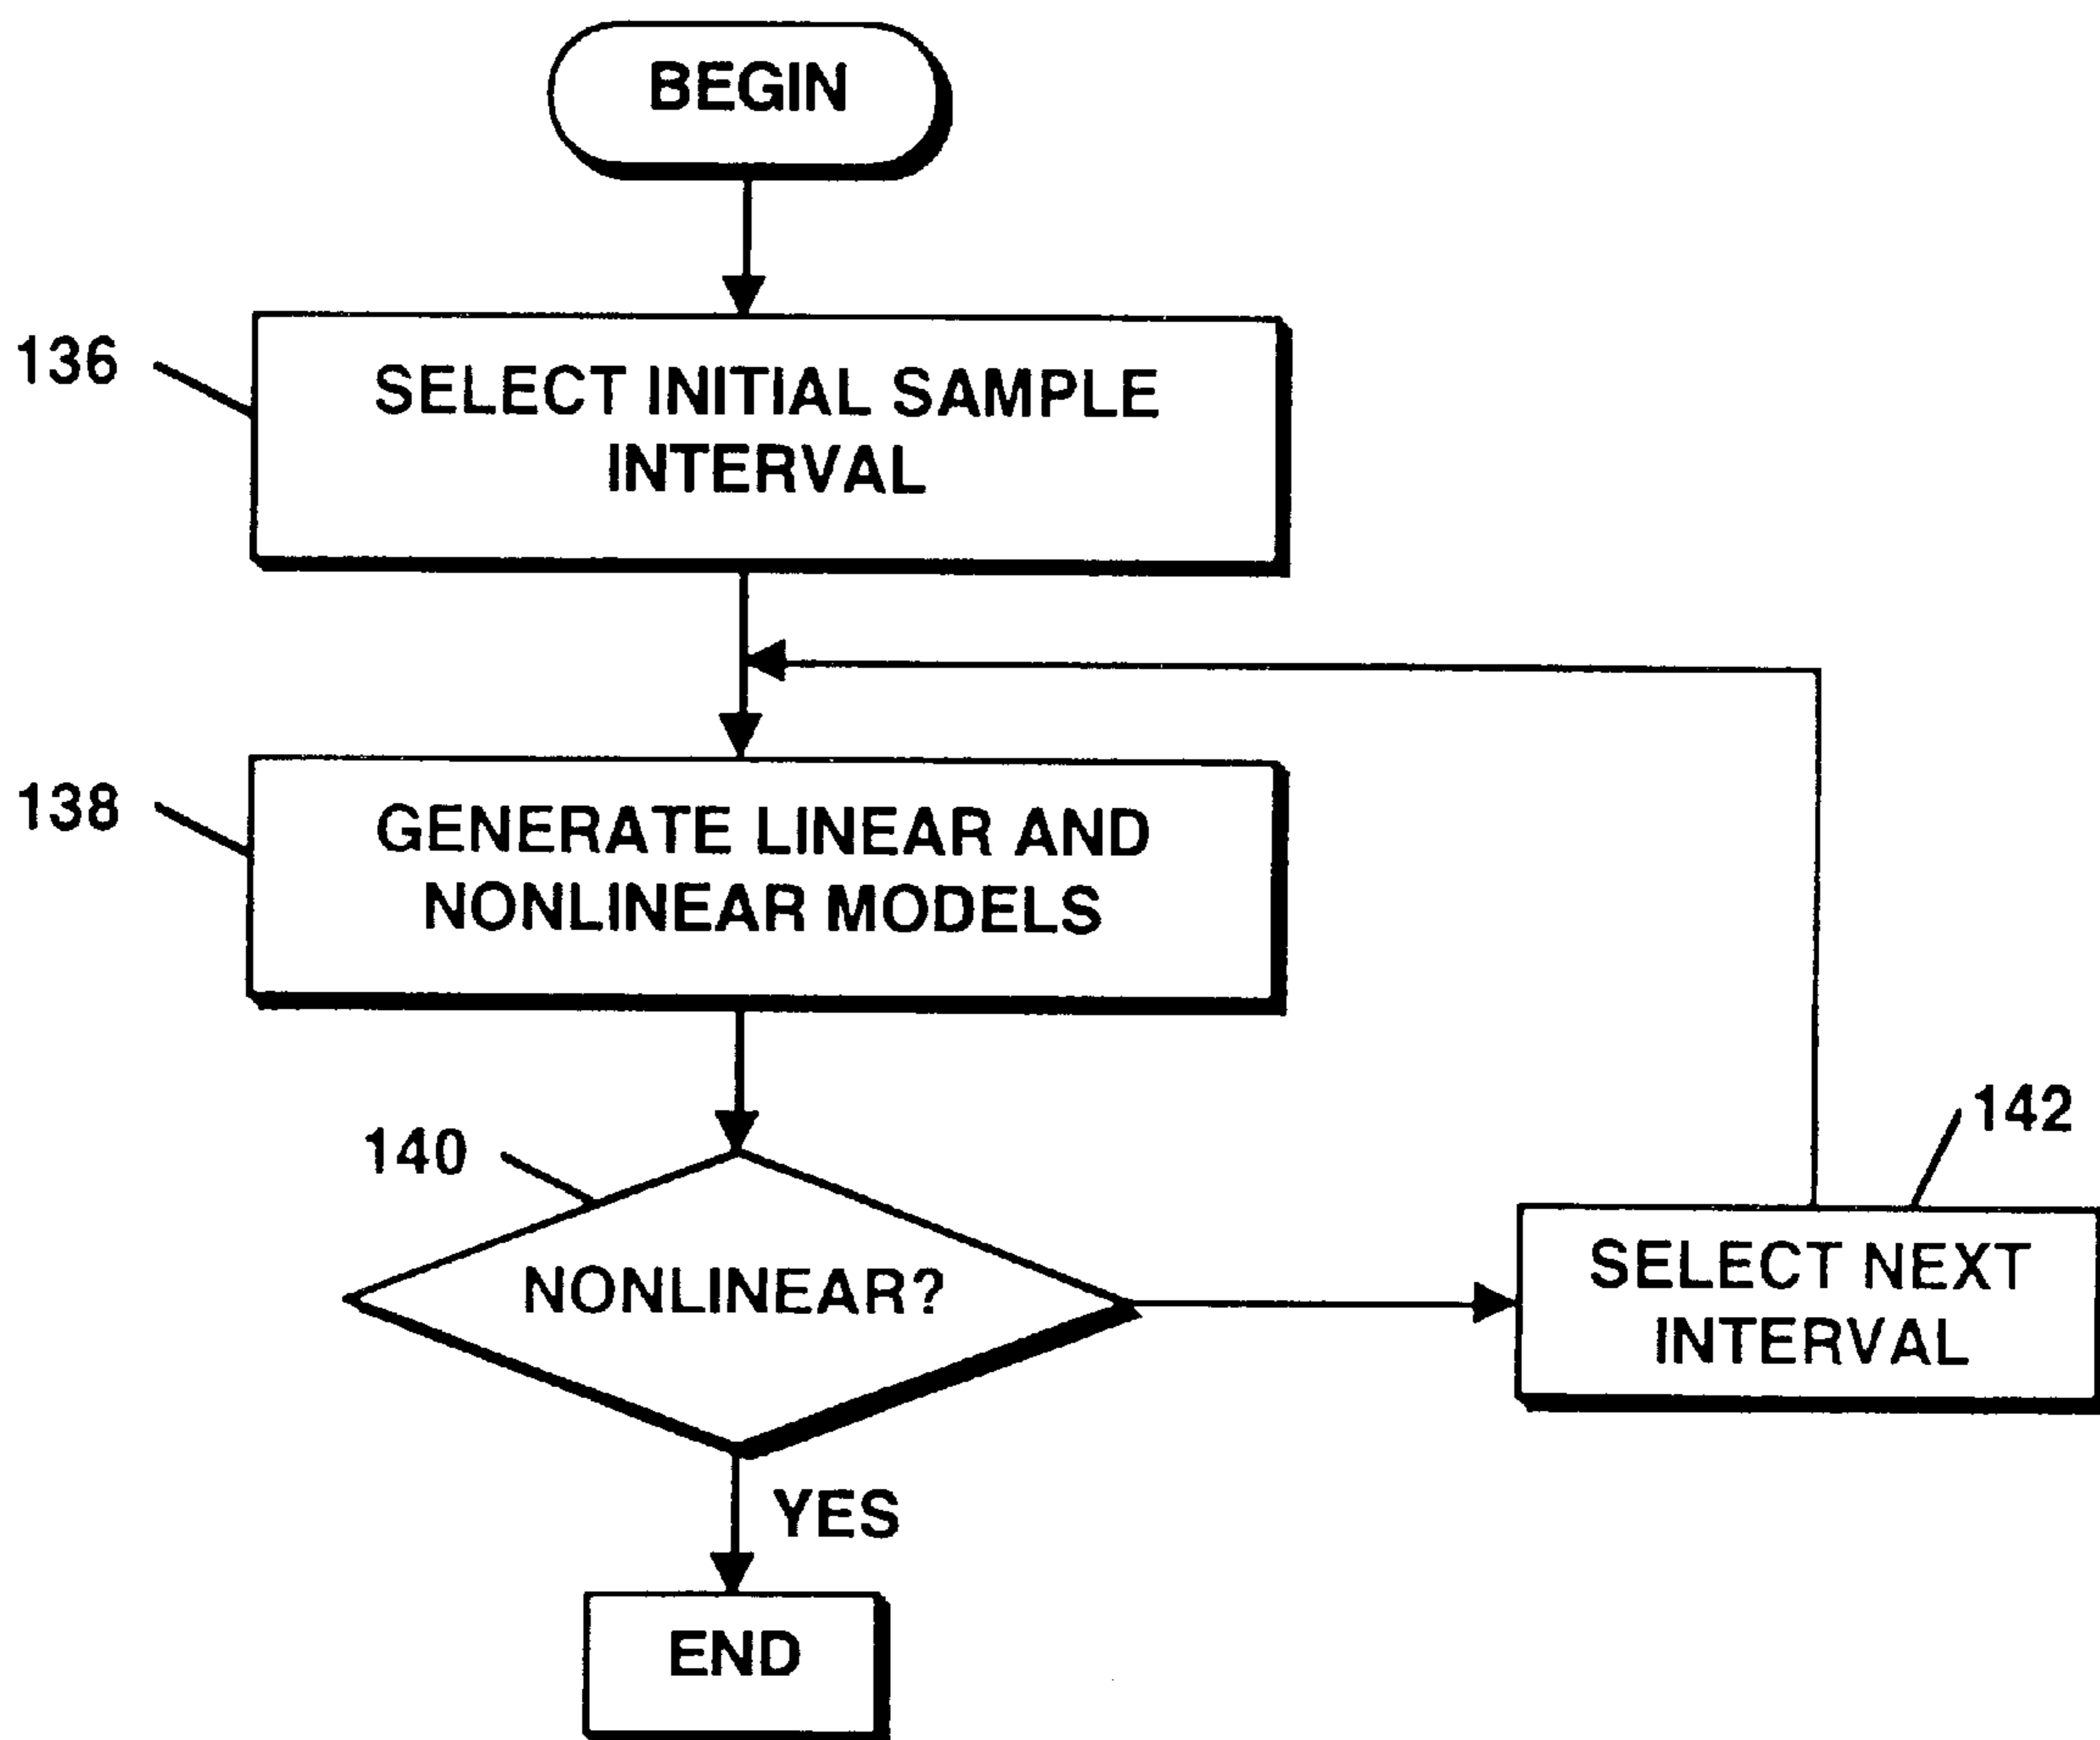 BEGIN
136
SELECT INITIAL SAMPLE
INTERVAL
138
GENERATE LINEAR AND
NONLINEAR MODELS
140
NONLINEAR?
142
SELECT NEXT
INTERVAL
YES
END